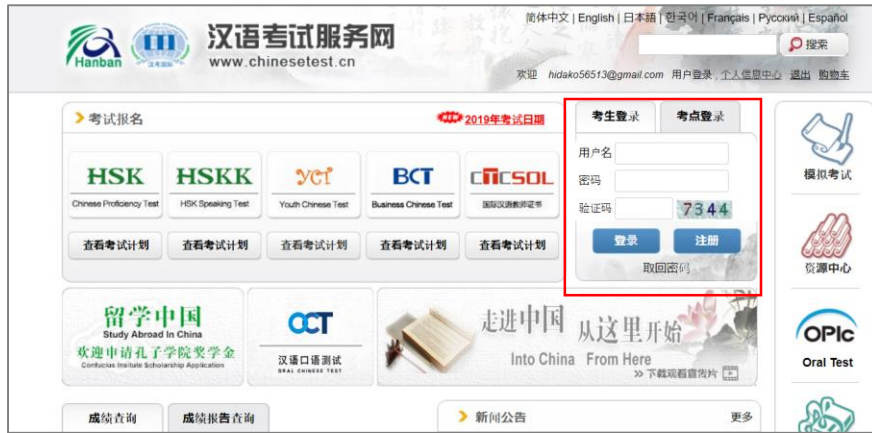 简体中文 | English | 日本語 | 한국어 | Français | Русский | Español
Hanban
汉考国际
汉语考试服务网
www.chinesetest.cn
搜索
欢迎 hidako56513@gmail.com 用户登录 , 个人信息中心 退出 购物车
考试报名
2019年考试日期
HSK
Chinese Proficiency Test
查看考试计划
HSKK
HSK Speaking Test
查看考试计划
YCT
Youth Chinese Test
查看考试计划
BCT
Business Chinese Test
查看考试计划
CTCSOL
国际汉语教师证书
查看考试计划
考生登录 考点登录
用户名
密码
验证码 7344
登录 注册
取回密码
模拟考试
资源中心
OPIc
Oral Test
留学中国
Study Abroad In China
欢迎申请孔子学院奖学金
Confucius Institute Scholarship Application
OCT
汉语口语测试
ORAL CHINESE TEST
走进中国 从这里开始
Into China From Here
>> 下载观看宣传片
成绩查询 成绩报告查询
新闻公告 更多